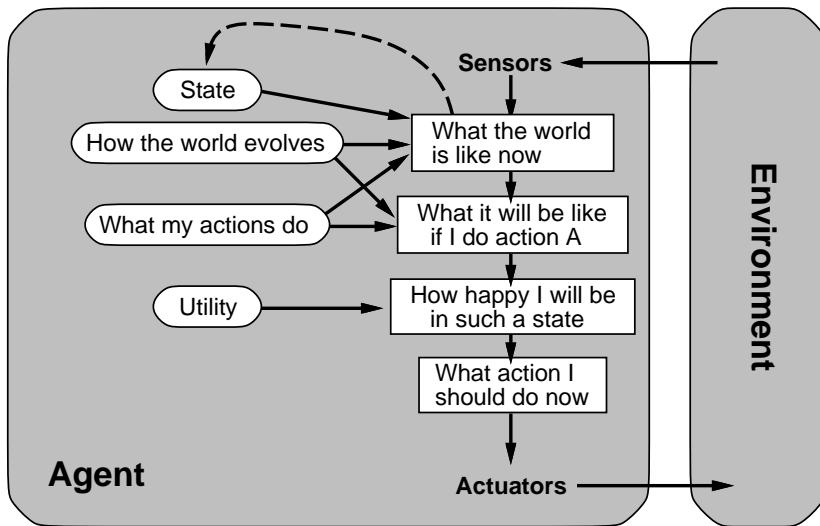 Sensors
State
What the world
is like now
How the world evolves
What my actions do
What it will be like
if I do action A
Utility
How happy I will be
in such a state
What action I
should do now
Agent
Actuators
Environment